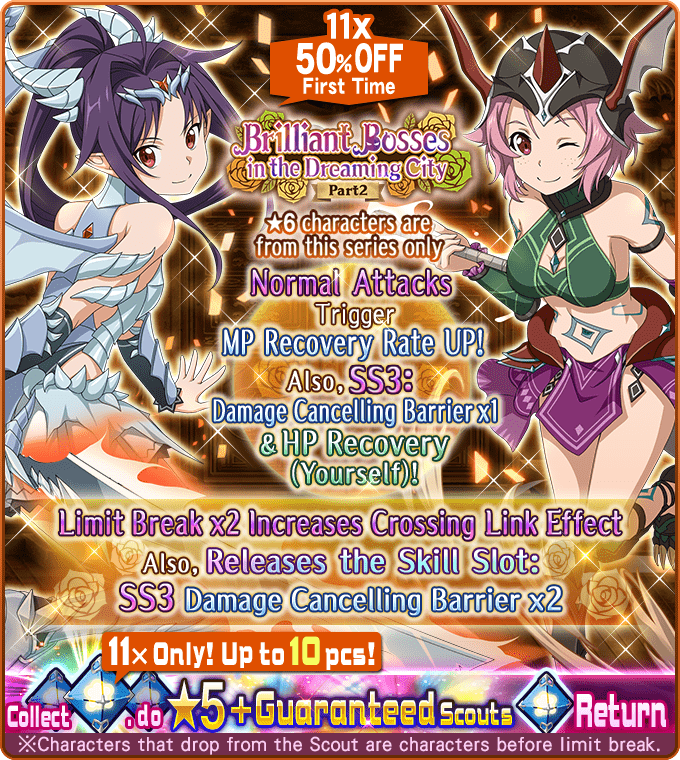 11x
50%OFF
First Time
Brilliant Bosses
in the Dreaming City
Part2
★6 characters are
from this series only
Normal Attacks
Trigger
MP Recovery Rate UP!
Also, SS3:
Damage Cancelling Barrier x1
& HP Recovery
(Yourself)!
Limit Break x2 Increases Crossing Link Effect
Also, Releases the Skill Slot:
SS3 Damage Cancelling Barrier x2
11× Only! Up to 10 pcs!
Collect , do ★5+Guaranteed Scouts Return
※Characters that drop from the Scout are characters before limit break.